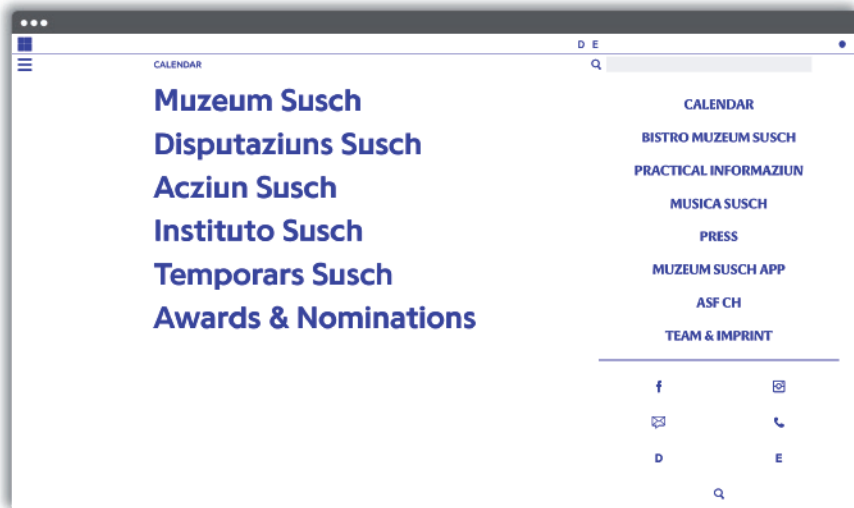 D E
CALENDAR
Muzeum Susch
Disputaziuns Susch
Acziun Susch
Instituto Susch
Temporars Susch
Awards & Nominations
CALENDAR
BISTRO MUZEUM SUSCH
PRACTICAL INFORMAZIUN
MUSICA SUSCH
PRESS
MUZEUM SUSCH APP
ASF CH
TEAM & IMPRINT
D E